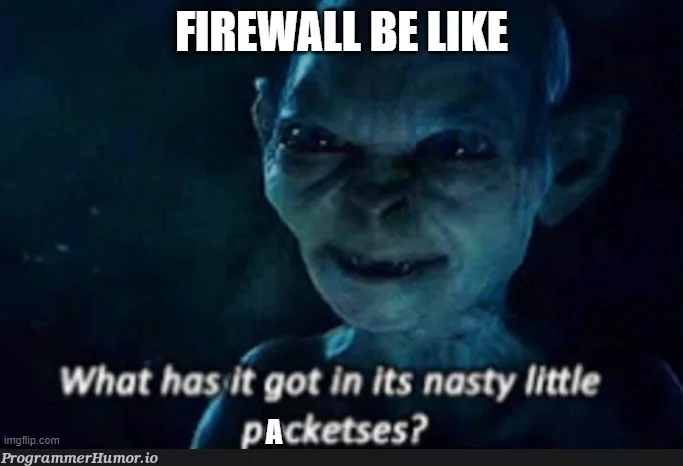 FIREWALL BE LIKE
What has it got in its nasty little
pAcketses?
imgflip.com
ProgrammerHumor.io